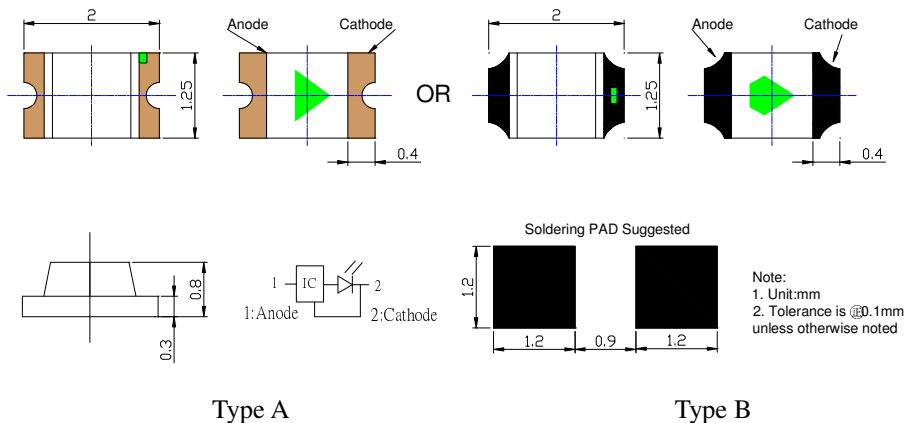 2
Anode
Cathode
1.25
0.4
OR
2
Anode
Cathode
1.25
0.4
0.8
0.3
1
IC
2
1:Anode
2:Cathode
Soldering PAD Suggested
1.2
1.2
0.9
1.2
Note:
1. Unit:mm
2. Tolerance is ㊣0.1mm
unless otherwise noted
Type A
Type B